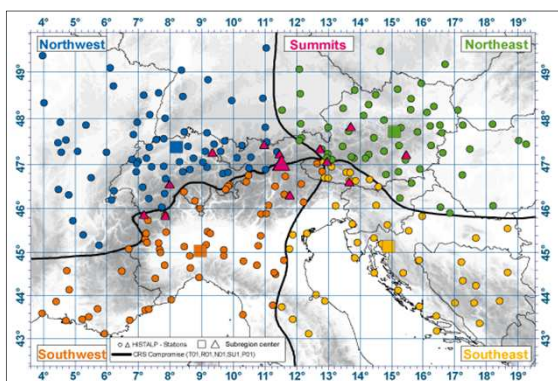 4° 5° 6° 7° 8° 9° 10° 11° 12° 13° 14° 15° 16° 17° 18° 19°
Northwest Summits Northeast
49° 49°
48° 48°
47° 47°
46° 46°
45° 45°
44° 44°
43° 43°
HISTALP - Stations Subregion center
CRS Compromise (T01,R01,N01,SU1,P01)
Southwest Southeast
4° 5° 6° 7° 8° 9° 10° 11° 12° 13° 14° 15° 16° 17° 18° 19°